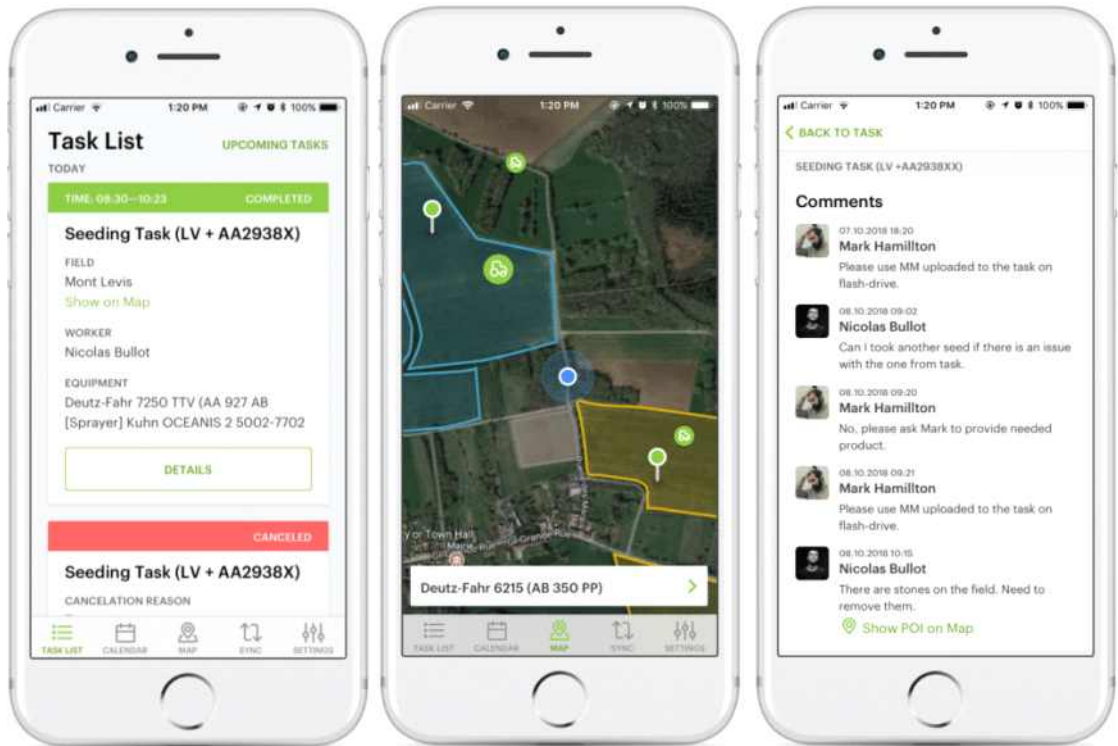 Carrier 1:20 PM 100%
Task List
UPCOMING TASKS
TODAY
TIME: 08:30—10:23 COMPLETED
Seeding Task (LV + AA2938X)
FIELD
Mont Levis
Show on Map
WORKER
Nicolas Bullot
EQUIPMENT
Deutz-Fahr 7250 TTV (AA 927 AB
[Sprayer] Kuhn OCEANIS 2 5002-7702
DETAILS
CANCELED
Seeding Task (LV + AA2938X)
CANCELATION REASON
TASK LIST CALENDAR MAP SYNC SETTINGS
Carrier 1:20 PM 100%
y or Town Hall
Mairie
Grande Rue
Deutz-Fahr 6215 (AB 350 PP)
TASK LIST CALENDAR MAP SYNC SETTINGS
Carrier 1:20 PM 100%
BACK TO TASK
SEEDING TASK (LV +AA2938XX)
Comments
07.10.2018 18:20
Mark Hamillton
Please use MM uploaded to the task on
flash-drive.
08.10.2018 09:02
Nicolas Bullot
Can I took another seed if there is an issue
with the one from task.
08.10.2018 09:20
Mark Hamillton
No, please ask Mark to provide needed
product.
08.10.2018 09:21
Mark Hamillton
Please use MM uploaded to the task on
flash-drive.
08.10.2018 10:15
Nicolas Bullot
There are stones on the field. Need to
remove them.
Show POI on Map